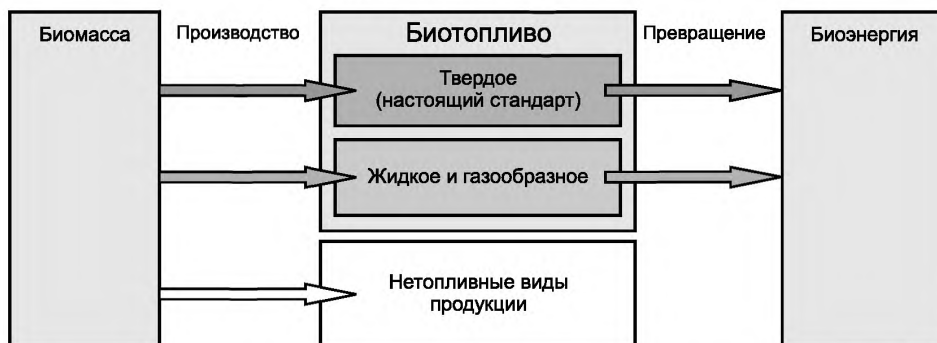 Биомасса
Производство
Биотопливо
Превращение
Биоэнергия
Твердое
(настоящий стандарт)
Жидкое и газообразное
Нетопливные виды
продукции